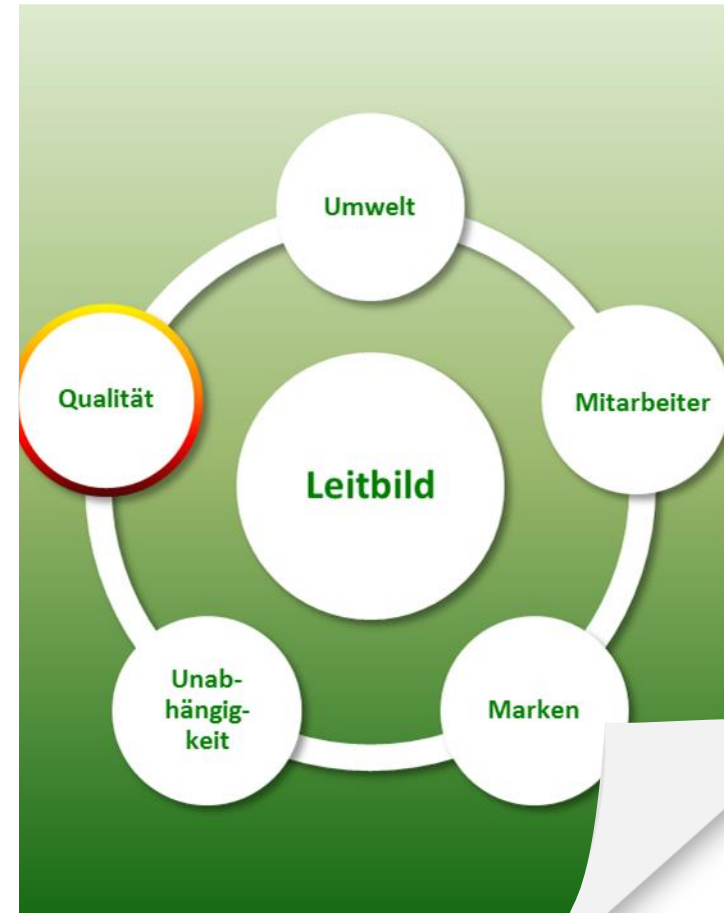 Umwelt
Qualität
Mitarbeiter
Leitbild
Unab-
hängig-
keit
Marken